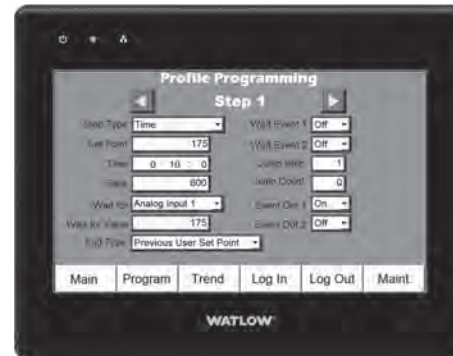 Profile Programming
Step 1
Step Type Time Wait Event 1 Off
Set Point 175 Wait Event 2 Off
Time 0 : 10 : 0 Jump Step 1
Rate 600 Jump Count 0
Wait for Analog Input 1 Event Out 1 On
Wait for Value 175 Event Out 2 Off
End Type Previous User Set Point
Main Program Trend Log In Log Out Maint
WATLOW